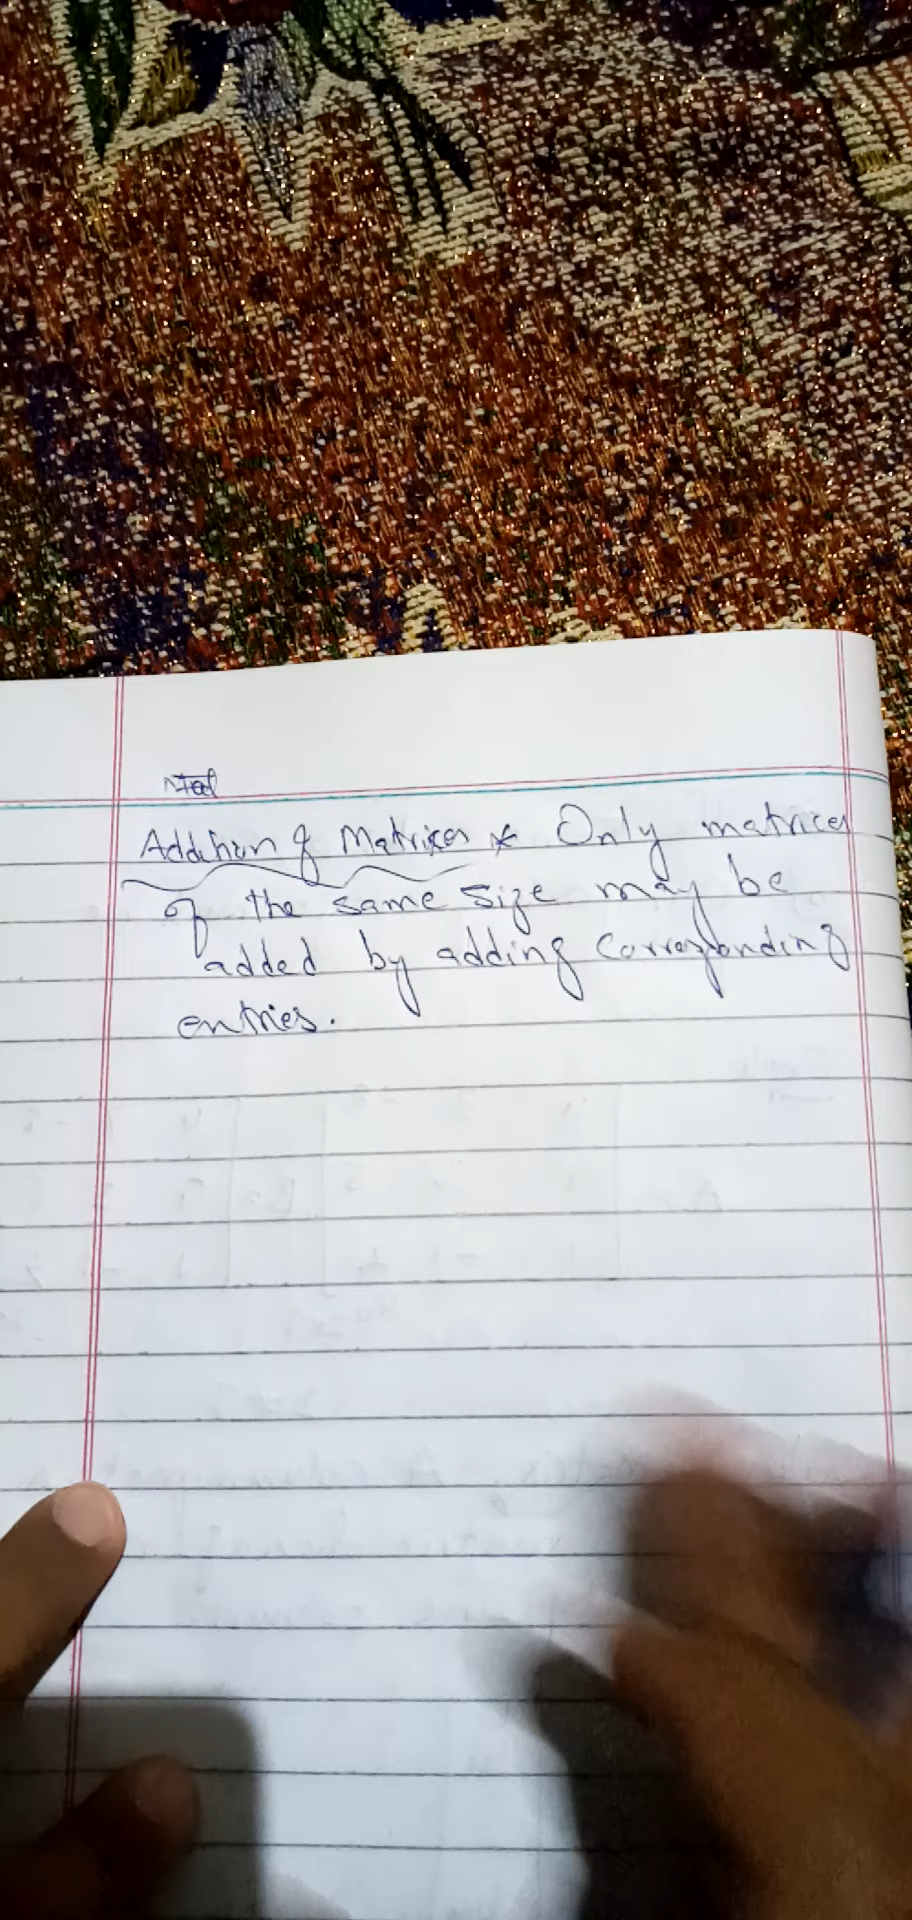 Addition of Matrices * Only matrices
of the same size may be
added by adding Corresponding
entries.